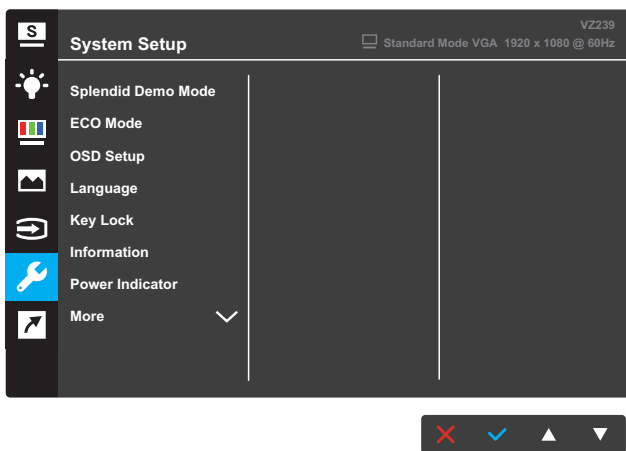 S
VZ239
System Setup
Standard Mode VGA 1920 x 1080 @ 60Hz
Splendid Demo Mode
ECO Mode
OSD Setup
Language
Key Lock
Information
Power Indicator
More